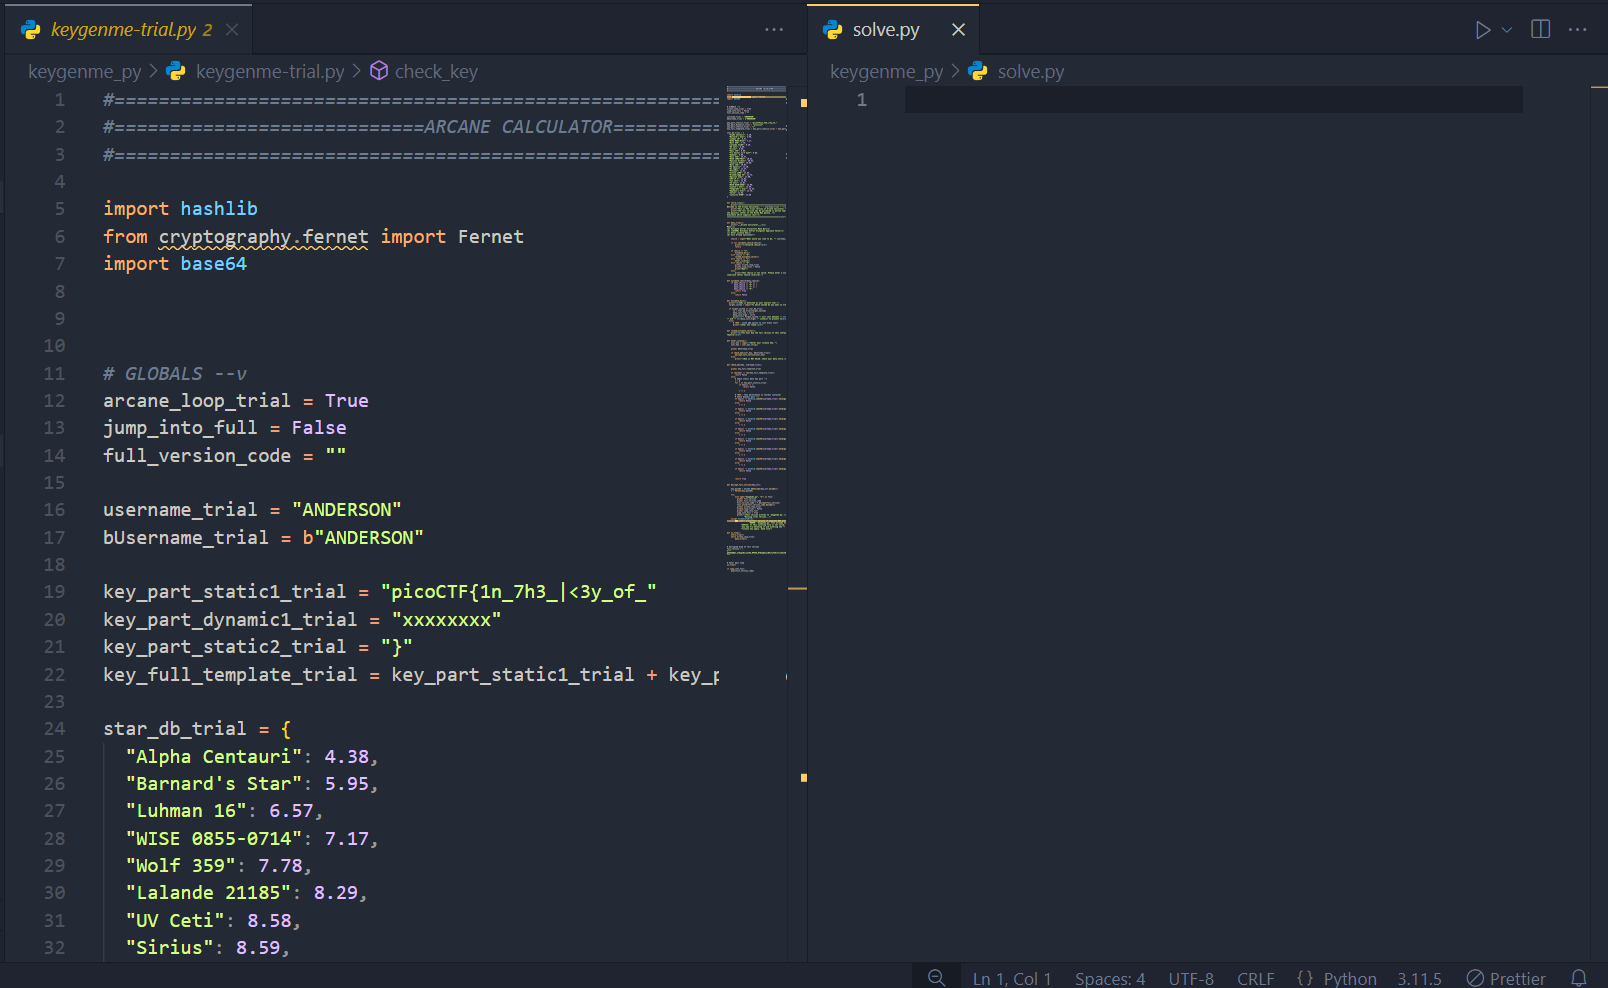 keygenme-trial.py 2
solve.py
keygenme_py > keygenme-trial.py > check_key
keygenme_py > solve.py
1 #=======================================================
2 #============================ARCANE CALCULATOR==========
3 #=======================================================
4
5 import hashlib
6 from cryptography.fernet import Fernet
7 import base64
8
9
10
11 # GLOBALS --v
12 arcane_loop_trial = True
13 jump_into_full = False
14 full_version_code = ""
15
16 username_trial = "ANDERSON"
17 bUsername_trial = b"ANDERSON"
18
19 key_part_static1_trial = "picoCTF{1n_7h3_|<3y_of_"
20 key_part_dynamic1_trial = "xxxxxxxx"
21 key_part_static2_trial = "}"
22 key_full_template_trial = key_part_static1_trial + key_p
23
24 star_db_trial = {
25 "Alpha Centauri": 4.38,
26 "Barnard's Star": 5.95,
27 "Luhman 16": 6.57,
28 "WISE 0855-0714": 7.17,
29 "Wolf 359": 7.78,
30 "Lalande 21185": 8.29,
31 "UV Ceti": 8.58,
32 "Sirius": 8.59,
1
Ln 1, Col 1 Spaces: 4 UTF-8 CRLF {} Python 3.11.5 Prettier